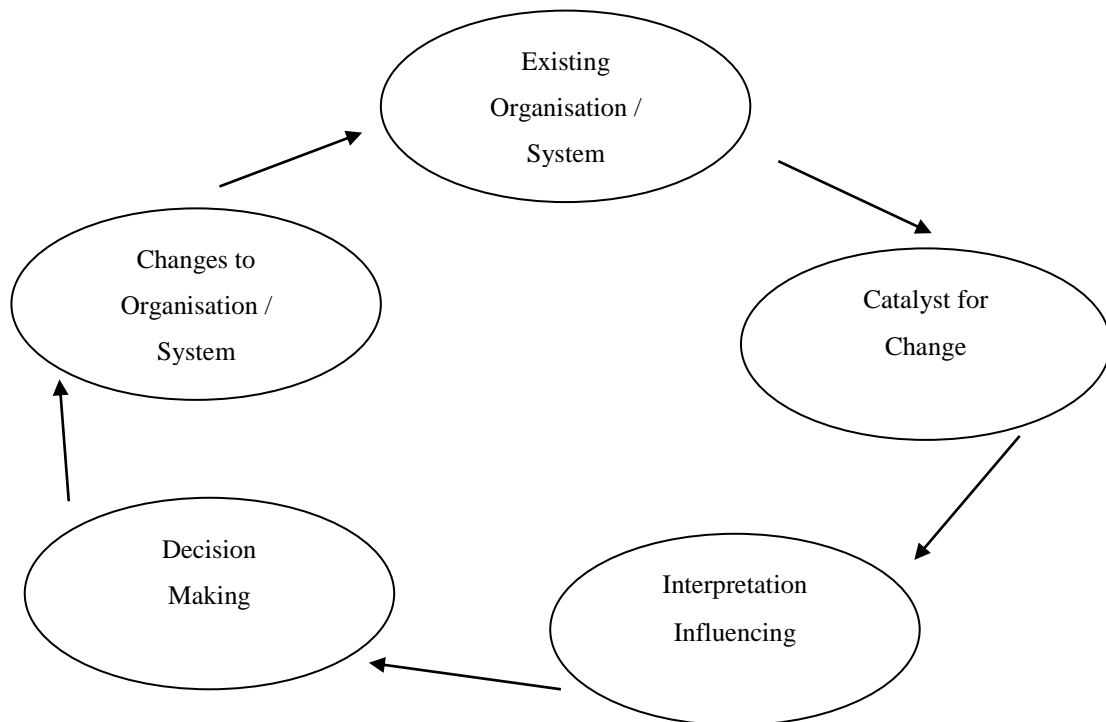 Existing
Organisation /
System
Catalyst for
Change
Interpretation
Influencing
Decision
Making
Changes to
Organisation /
System